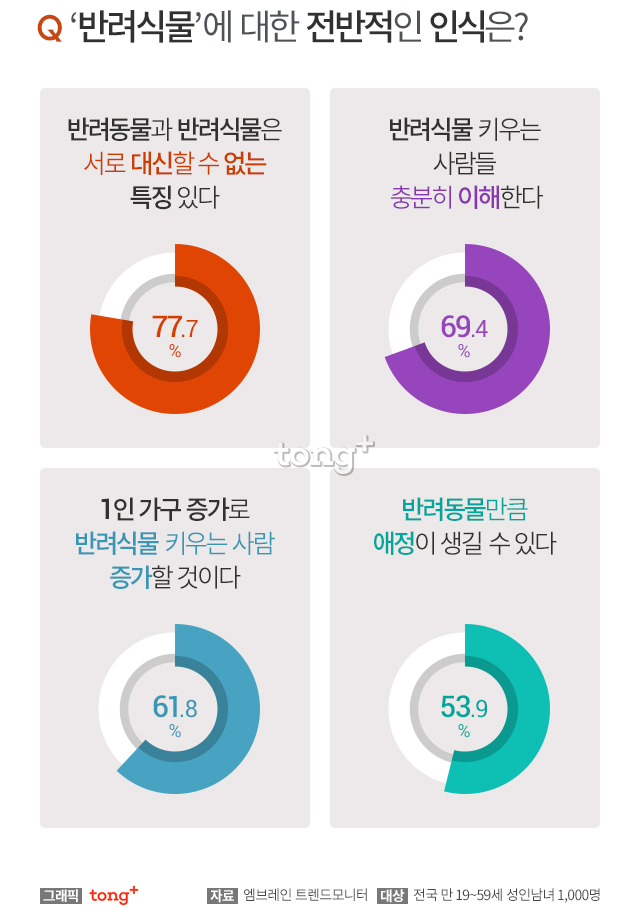 Q ‘반려식물’에 대한 전반적인 인식은?
반려동물과 반려식물은
서로 대신할 수 없는
특징 있다
77.7
%
반려식물 키우는
사람들
충분히 이해한다
69.4
%
tong+
1인 가구 증가로
반려식물 키우는 사람
증가할 것이다
61.8
%
반려동물만큼
애정이 생길 수 있다
53.9
%
그래픽 tong+ 자료 엠브레인 트렌드모니터 대상 전국 만 19~59세 성인남녀 1,000명